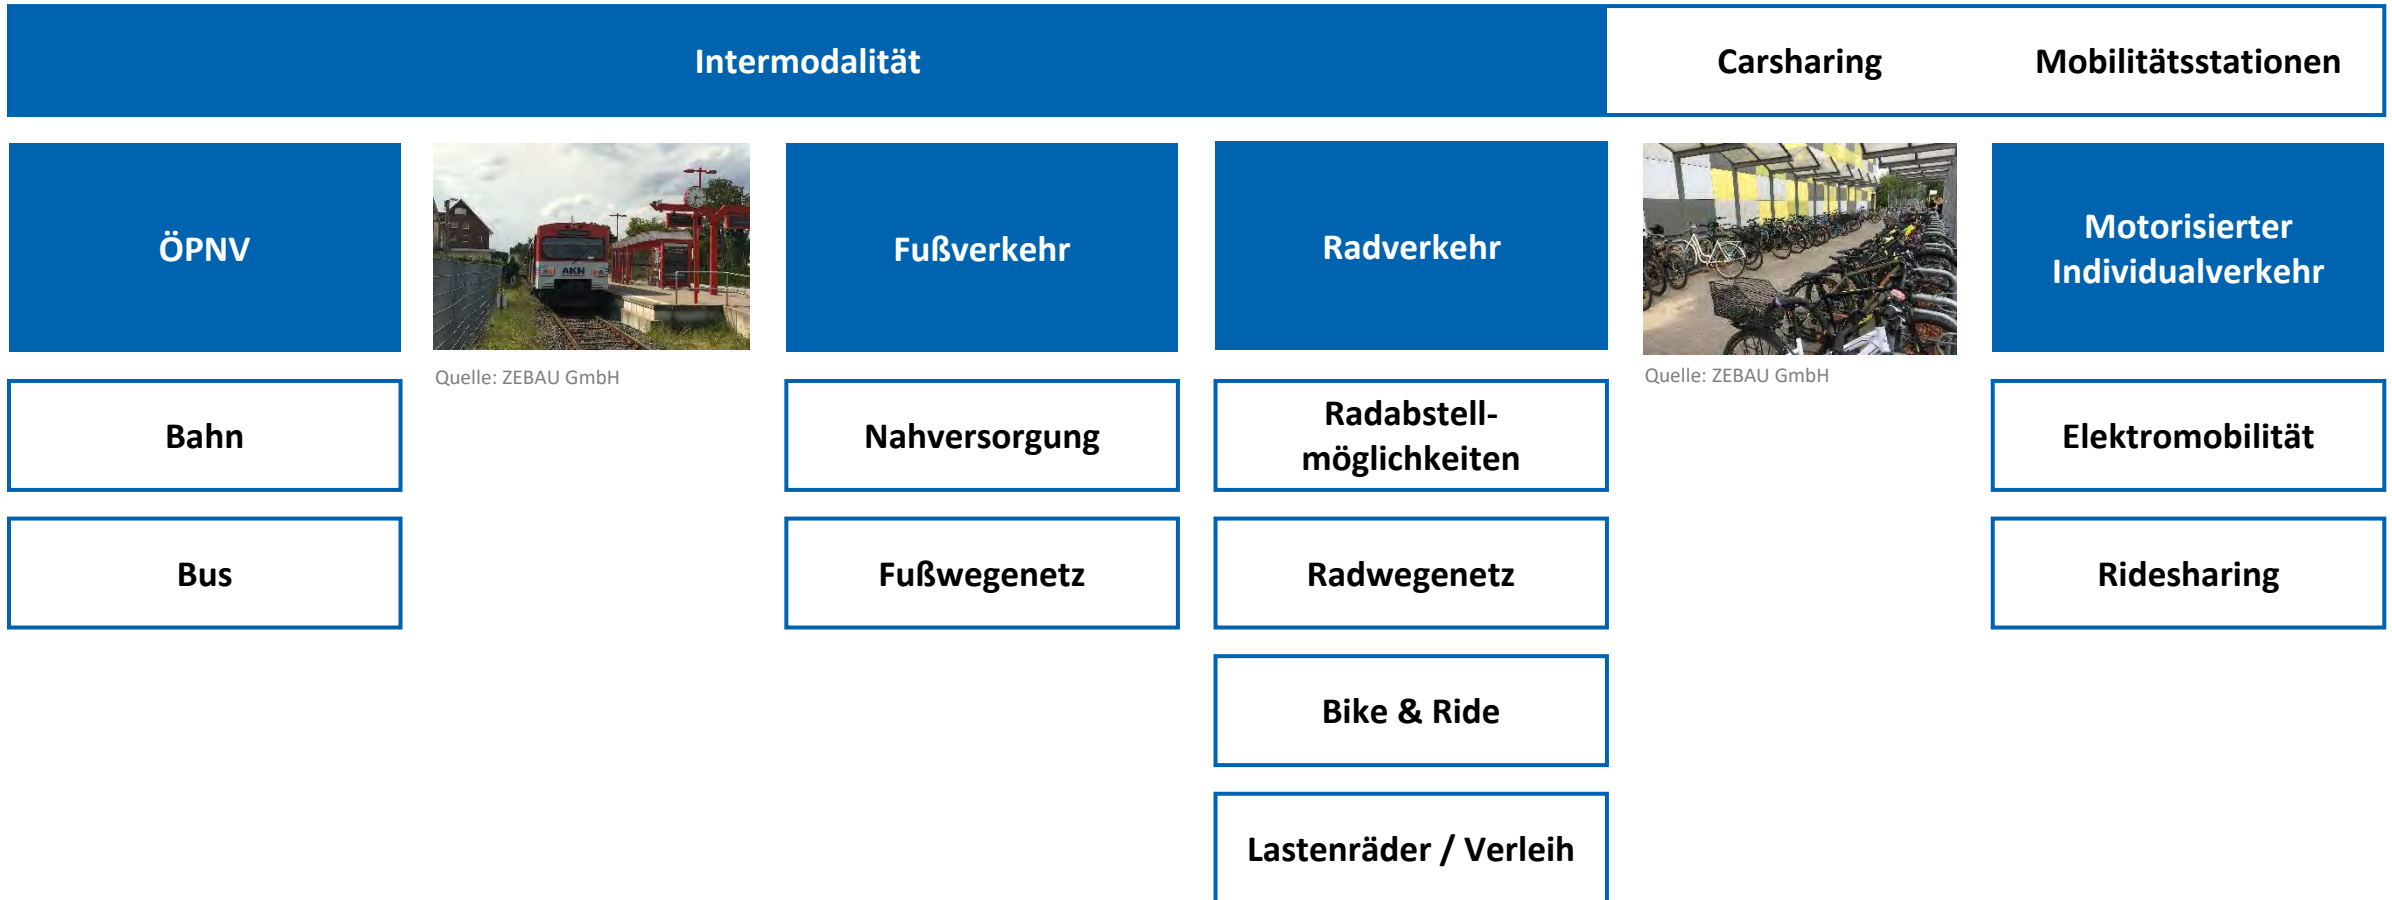 Intermodalität
Carsharing
Mobilitätsstationen
ÖPNV
AKN
Quelle: ZEBAU GmbH
Fußverkehr
Radverkehr
Quelle: ZEBAU GmbH
Motorisierter
Individualverkehr
Bahn
Nahversorgung
Radabstell-
möglichkeiten
Elektromobilität
Bus
Fußwegenetz
Radwegenetz
Ridesharing
Bike & Ride
Lastenräder / Verleih